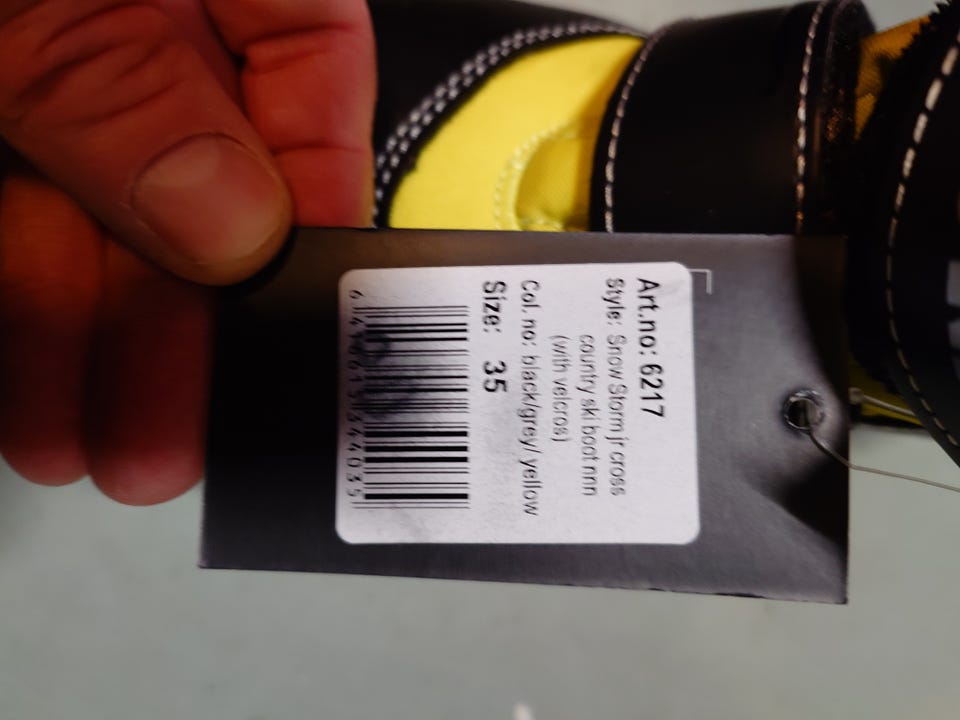 Art.no: 6217
Style: Snow Storm jr cross
country ski boot nnn
(with velcros)
Col. no: black/grey/ yellow
Size: 35